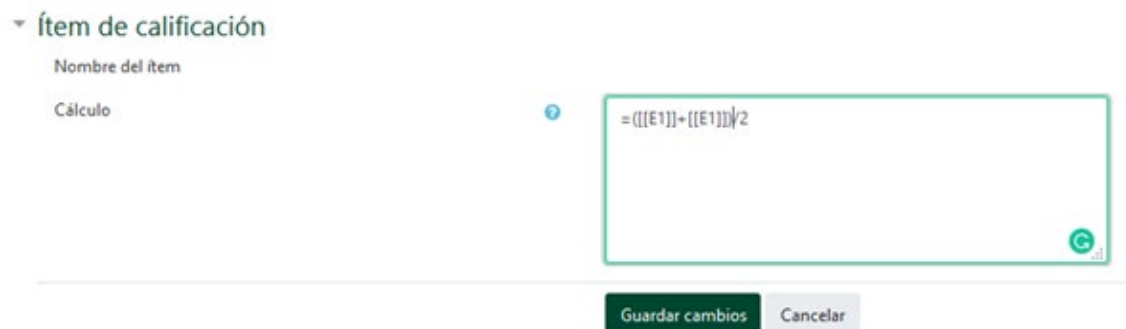 Ítem de calificación
Nombre del ítem
Cálculo
=([[E1]]+[[E1]])/2
Guardar cambios
Cancelar